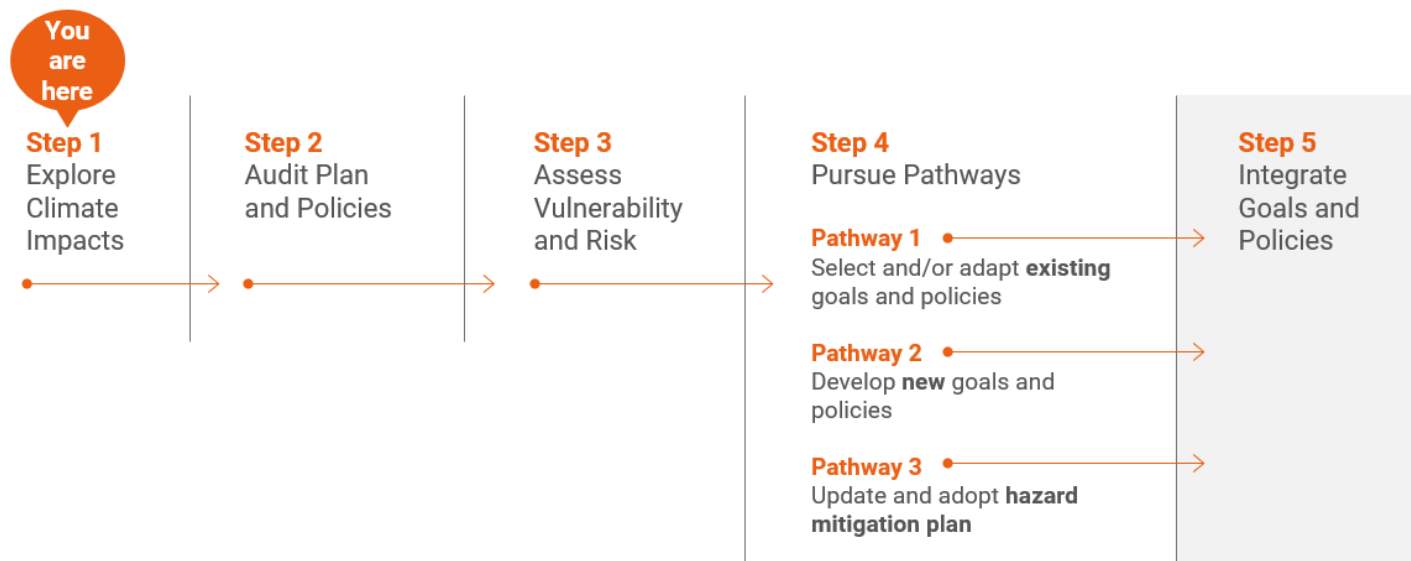 You
are
here
Step 1
Explore
Climate
Impacts
Step 2
Audit Plan
and Policies
Step 3
Assess
Vulnerability
and Risk
Step 4
Pursue Pathways
Pathway 1
Select and/or adapt existing
goals and policies
Pathway 2
Develop new goals and
policies
Pathway 3
Update and adopt hazard
mitigation plan
Step 5
Integrate
Goals and
Policies